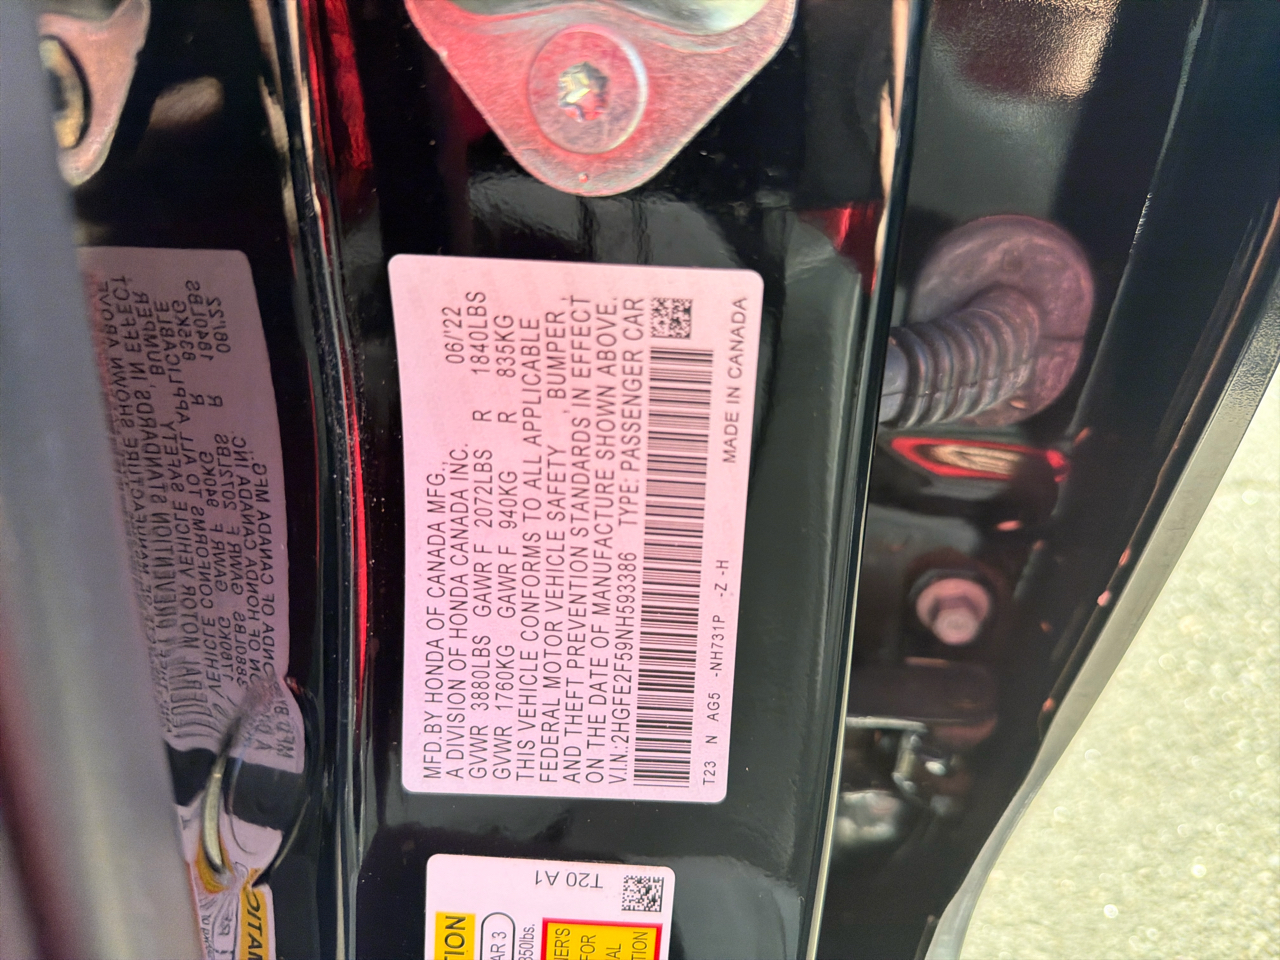 MFD. BY HONDA OF CANADA MFG.,
A DIVISION OF HONDA CANADA INC. 06/'22
GVWR 3880LBS GAWR F 2072LBS R 1840LBS
GVWR 1760KG GAWR F 940KG R 835KG
THIS VEHICLE CONFORMS TO ALL APPLICABLE
FEDERAL MOTOR VEHICLE SAFETY, BUMPER,
AND THEFT PREVENTION STANDARDS IN EFFECT
ON THE DATE OF MANUFACTURE SHOWN ABOVE.
V.I.N.:2HGFE2F59NH593386 TYPE: PASSENGER CAR
T23 N AG5 -NH731P -Z -H MADE IN CANADA
T20 A1